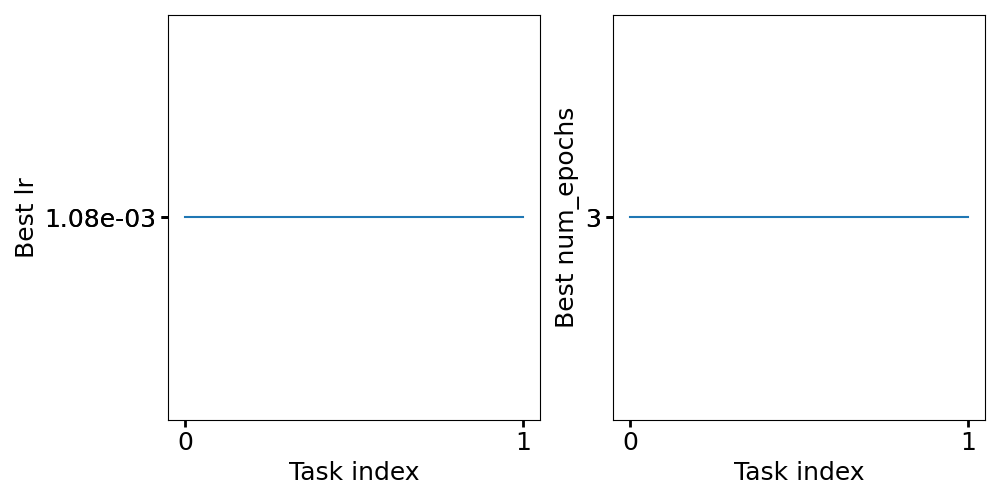 Best lr
1.08e-03
0
1
Task index
Best num_epochs
3
0
1
Task index